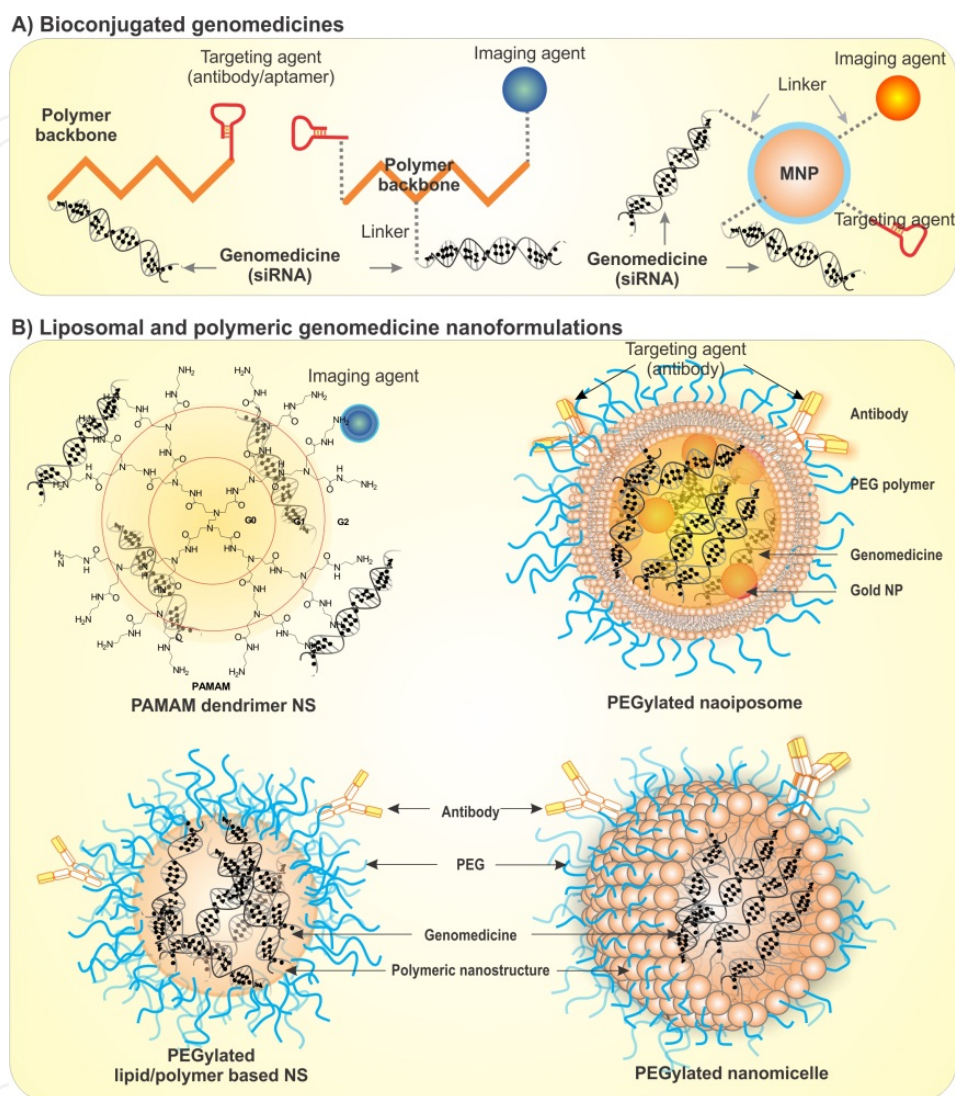 A) Bioconjugated genomedicines
Targeting agent
(antibody/aptamer)
Imaging agent
Imaging agent
Linker
Polymer
backbone
Polymer
backbone
MNP
Linker
Targeting agent
Genomedicine
(siRNA)
Genomedicine
(siRNA)
B) Liposomal and polymeric genomedicine nanoformulations
Imaging agent
G0
G1
G2
PAMAM
PAMAM dendrimer NS
Targeting agent
(antibody)
Antibody
PEG polymer
Genomedicine
Gold NP
PEGylated naoiposome
Antibody
PEG
Genomedicine
Polymeric nanostructure
PEGylated
lipid/polymer based NS
PEGylated nanomicelle